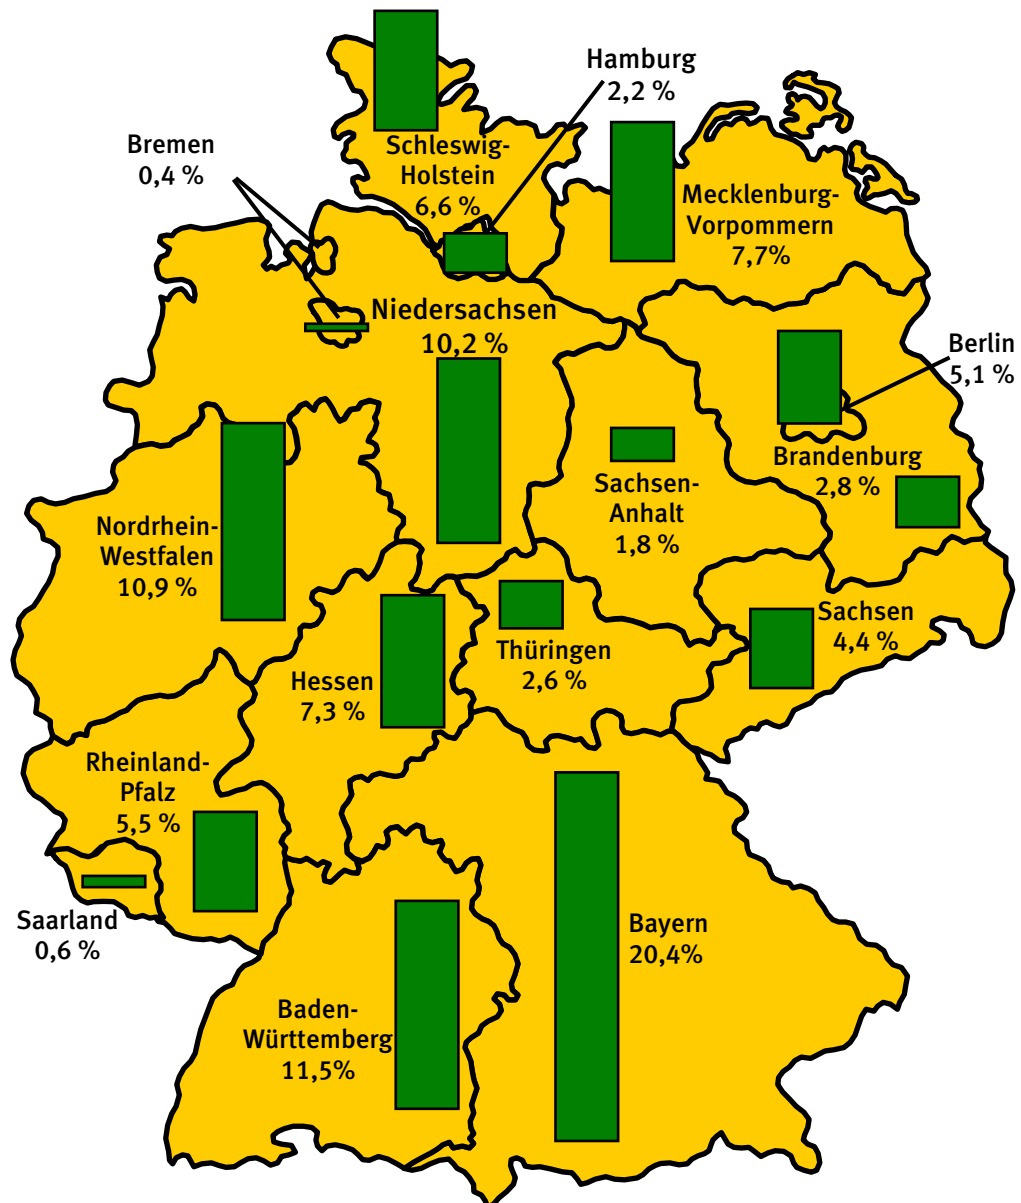 Hamburg
2,2 %
Bremen
0,4 %
Schleswig-
Holstein
6,6 %
Mecklenburg-
Vorpommern
7,7%
Niedersachsen
10,2 %
Berlin
5,1 %
Brandenburg
2,8 %
Sachsen-
Anhalt
1,8 %
Nordrhein-
Westfalen
10,9 %
Sachsen
4,4 %
Thüringen
2,6 %
Hessen
7,3 %
Rheinland-
Pfalz
5,5 %
Saarland
0,6 %
Bayern
20,4%
Baden-
Württemberg
11,5%